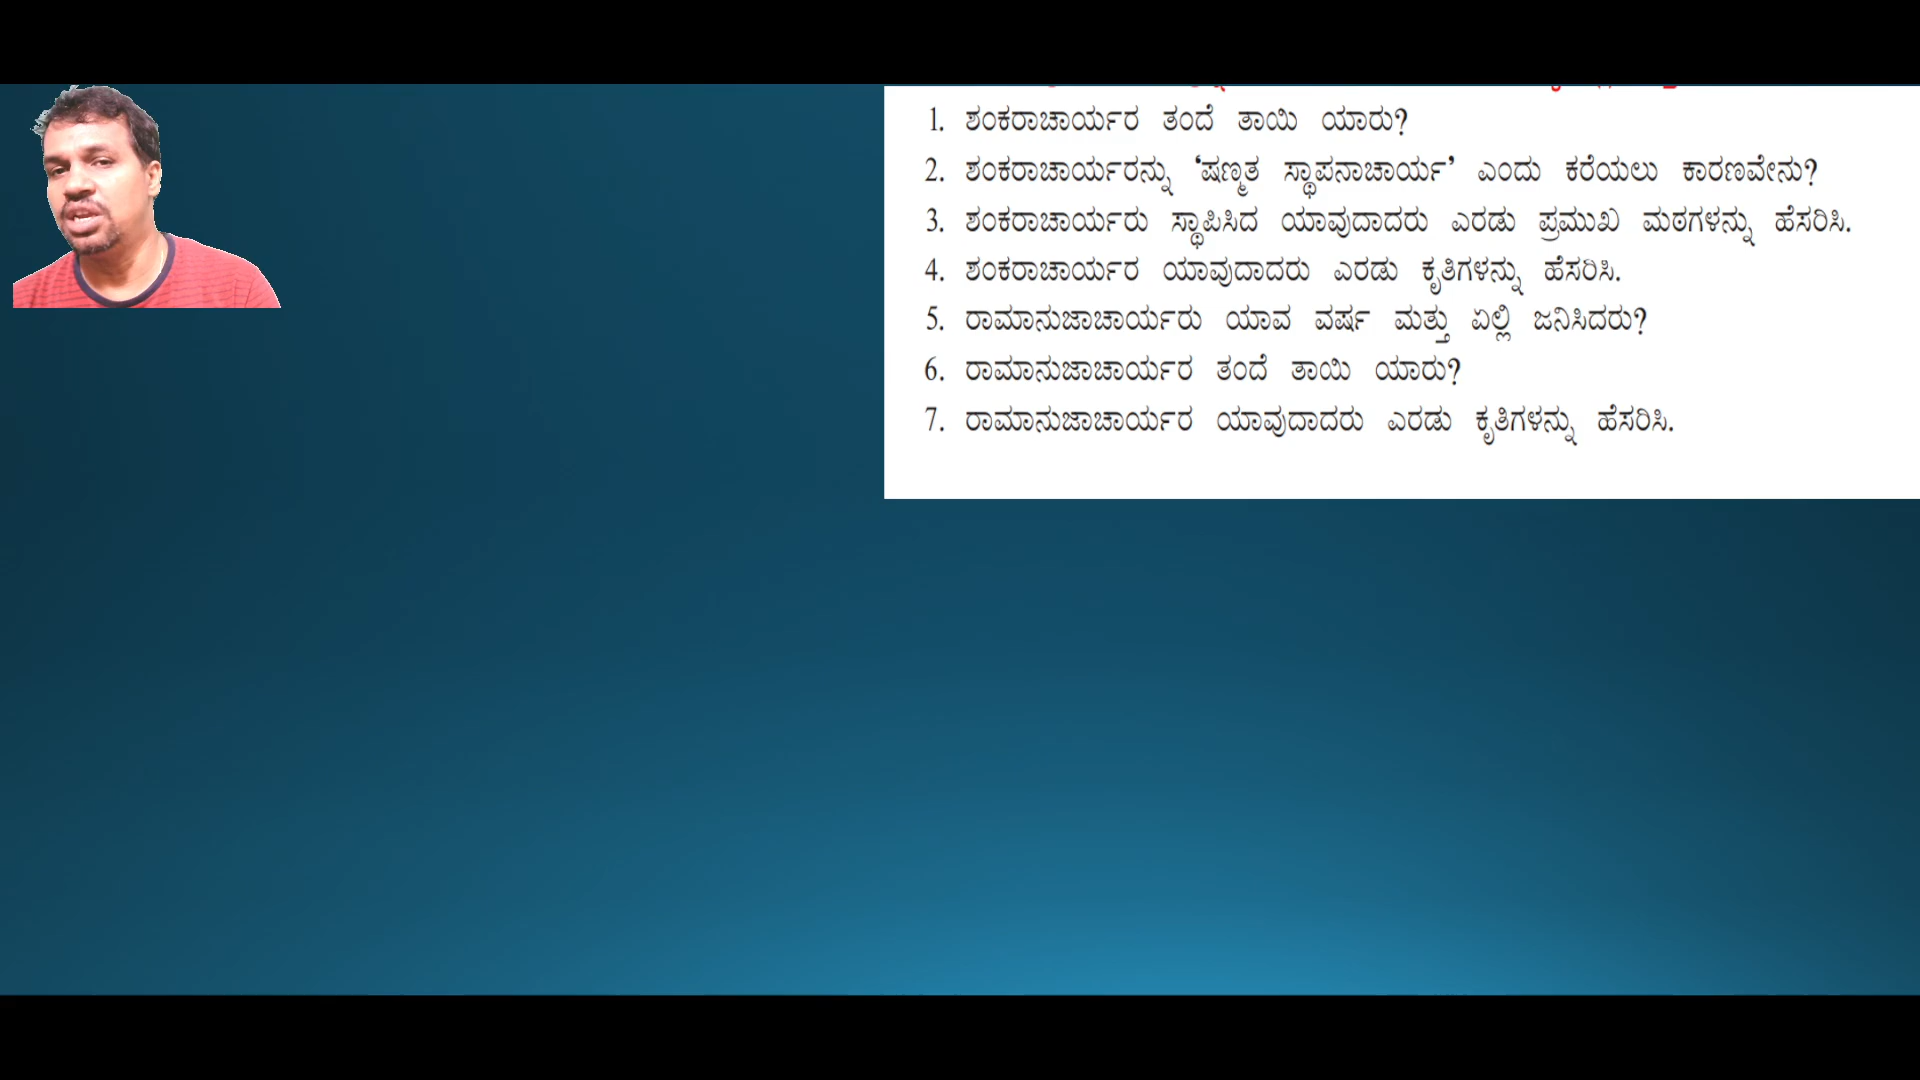 1. ಶಂಕರಾಚಾರ್ಯರ ತಂದೆ ತಾಯಿ ಯಾರು?
2. ಶಂಕರಾಚಾರ್ಯರನ್ನು ‘ಷಣ್ಮತ ಸ್ಥಾಪನಾಚಾರ್ಯ’ ಎಂದು ಕರೆಯಲು ಕಾರಣವೇನು?
3. ಶಂಕರಾಚಾರ್ಯರು ಸ್ಥಾಪಿಸಿದ ಯಾವುದಾದರು ಎರಡು ಪ್ರಮುಖ ಮಠಗಳನ್ನು ಹೆಸರಿಸಿ.
4. ಶಂಕರಾಚಾರ್ಯರ ಯಾವುದಾದರು ಎರಡು ಕೃತಿಗಳನ್ನು ಹೆಸರಿಸಿ.
5. ರಾಮಾನುಜಾಚಾರ್ಯರು ಯಾವ ವರ್ಷ ಮತ್ತು ಏಲ್ಲಿ ಜನಿಸಿದರು?
6. ರಾಮಾನುಜಾಚಾರ್ಯರ ತಂದೆ ತಾಯಿ ಯಾರು?
7. ರಾಮಾನುಜಾಚಾರ್ಯರ ಯಾವುದಾದರು ಎರಡು ಕೃತಿಗಳನ್ನು ಹೆಸರಿಸಿ.